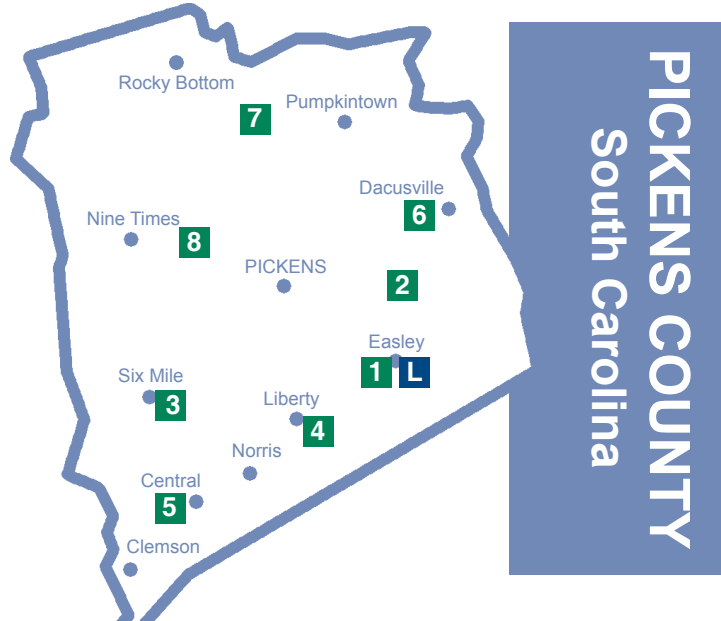 Rocky Bottom
Pumpkintown
7
Dacusville
6
Nine Times
8
PICKENS
2
Easley
1 L
Six Mile
3
Liberty
4
Norris
Central
5
Clemson
PICKENS COUNTY
South Carolina